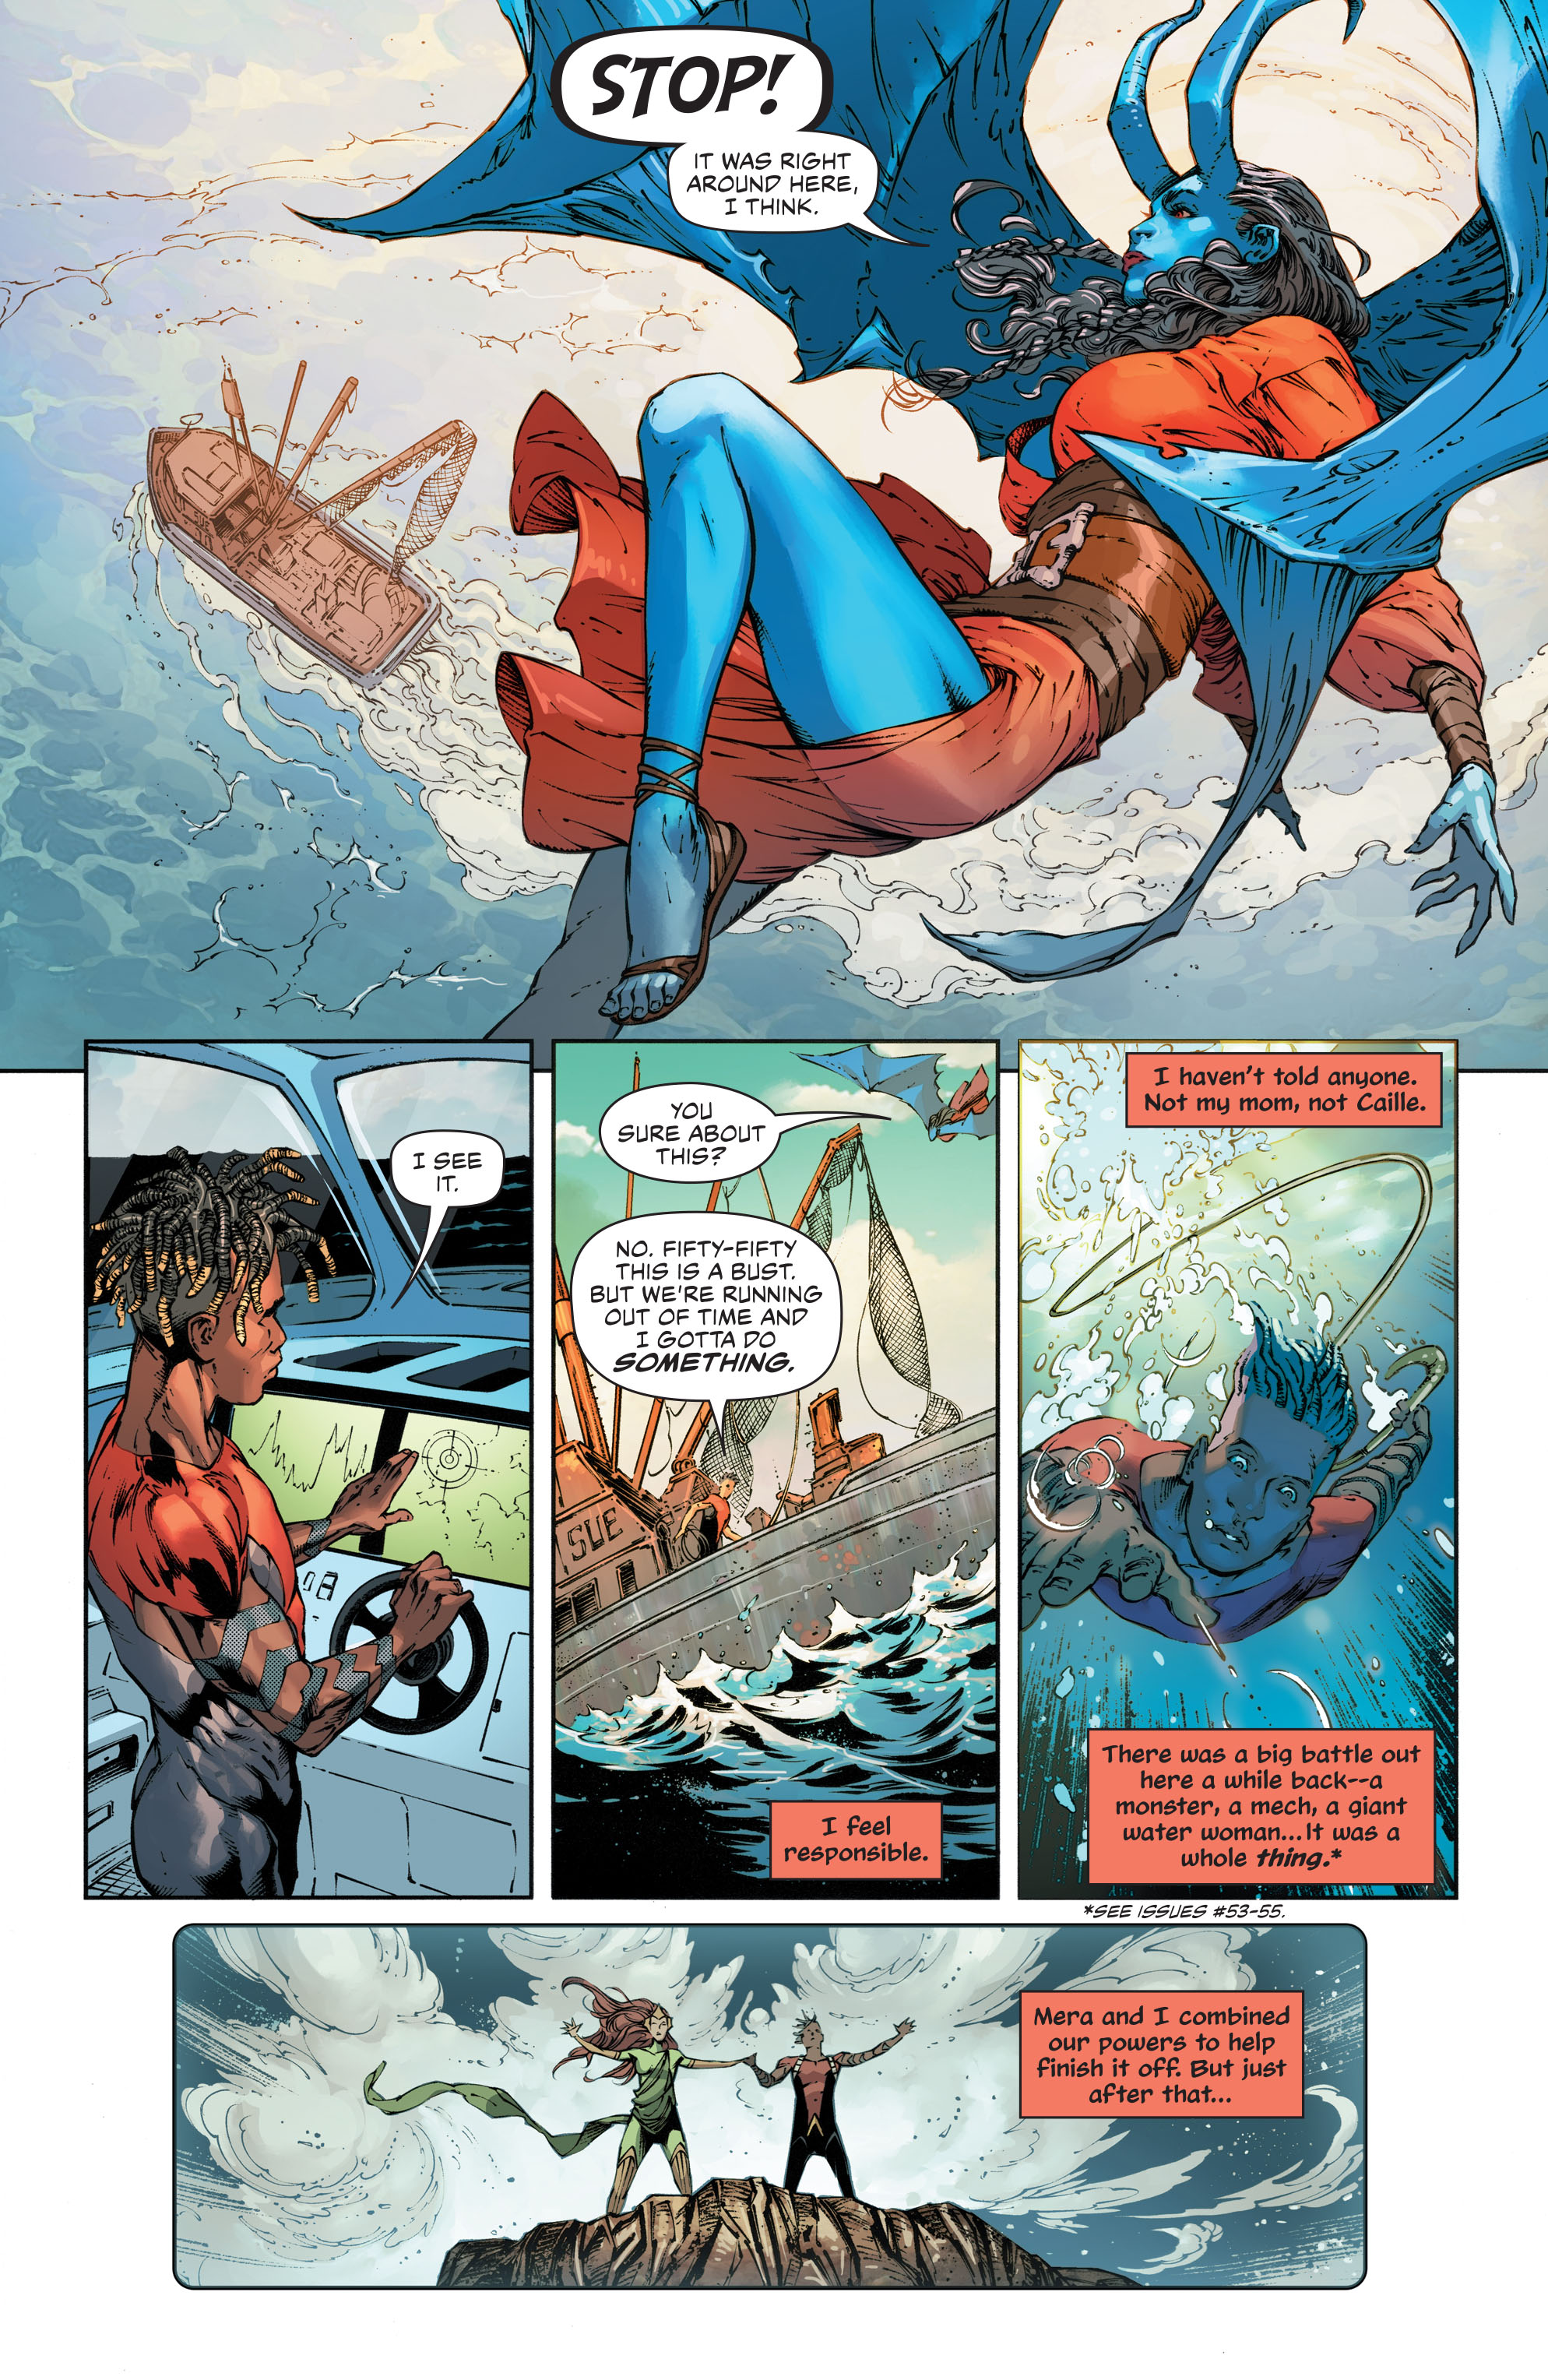 STOP!
IT WAS RIGHT
AROUND HERE,
I THINK.
I SEE
IT.
YOU
SURE ABOUT
THIS?
NO. FIFTY-FIFTY
THIS IS A BUST.
BUT WE'RE RUNNING
OUT OF TIME AND
I GOTTA DO
SOMETHING.
SUE
I feel
responsible.
I haven't told anyone.
Not my mom, not Caille.
There was a big battle out
here a while back--a
monster, a mech, a giant
water woman...It was a
whole thing.*
*SEE ISSUES #53-55.
Mera and I combined
our powers to help
finish it off. But just
after that...